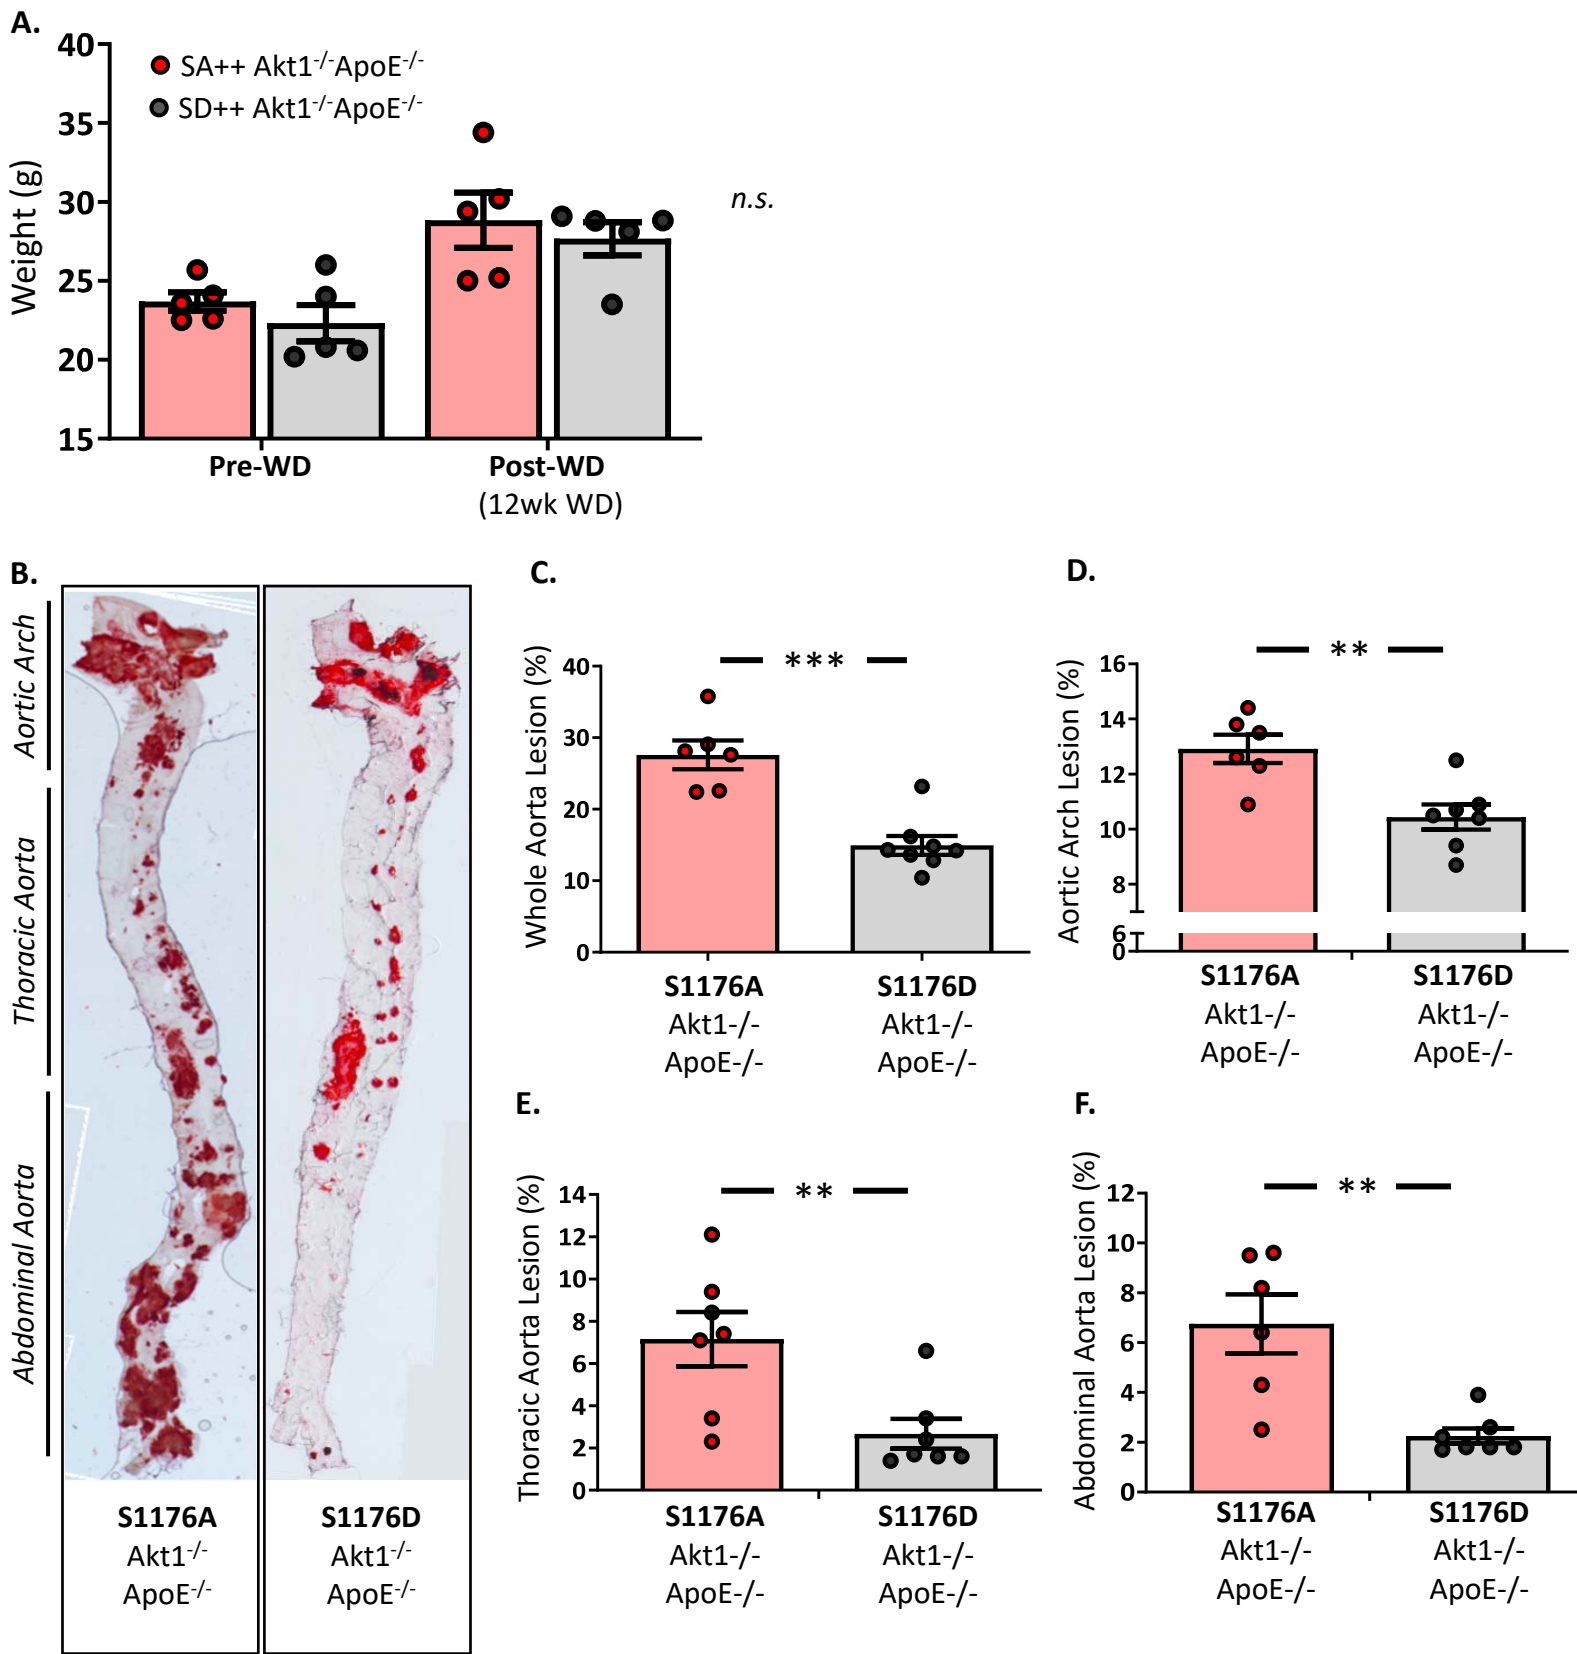 A.
40
35
30
25
20
15
Weight (g)
SA++ Akt1-/-ApoE-/-
SD++ Akt1-/-ApoE-/-
n.s.
Pre-WD
Post-WD
(12wk WD)
B.
Aortic Arch
Thoracic Aorta
Abdominal Aorta
S1176A
Akt1-/-
ApoE-/-
S1176D
Akt1-/-
ApoE-/-
C.
Whole Aorta Lesion (%)
40
30
20
10
0
***
S1176A
Akt1-/-
ApoE-/-
S1176D
Akt1-/-
ApoE-/-
D.
Aortic Arch Lesion (%)
16
14
12
10
8
6
0
**
S1176A
Akt1-/-
ApoE-/-
S1176D
Akt1-/-
ApoE-/-
E.
Thoracic Aorta Lesion (%)
14
12
10
8
6
4
2
0
**
S1176A
Akt1-/-
ApoE-/-
S1176D
Akt1-/-
ApoE-/-
F.
Abdominal Aorta Lesion (%)
12
10
8
6
4
2
0
**
S1176A
Akt1-/-
ApoE-/-
S1176D
Akt1-/-
ApoE-/-